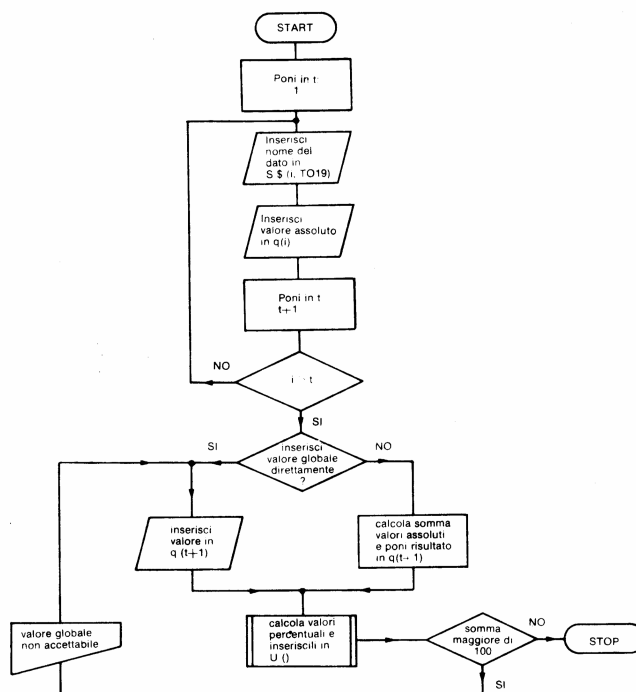 START
Poni in t:
1
Inserisci
nome del
dato in
S $ (i, TO19)
Inserisci
valore assoluto
in q(i)
Poni in t
t+1
NO
SI
SI
inserisci
valore globale
direttamente
?
NO
inserisci
valore in
q (t+1)
calcola somma
valori assoluti
e poni risultato
valore globale
non accettabile
calcola valori
percentuali e
inseriscili in
U ()
somma
maggiore di
100
NO
STOP
SI